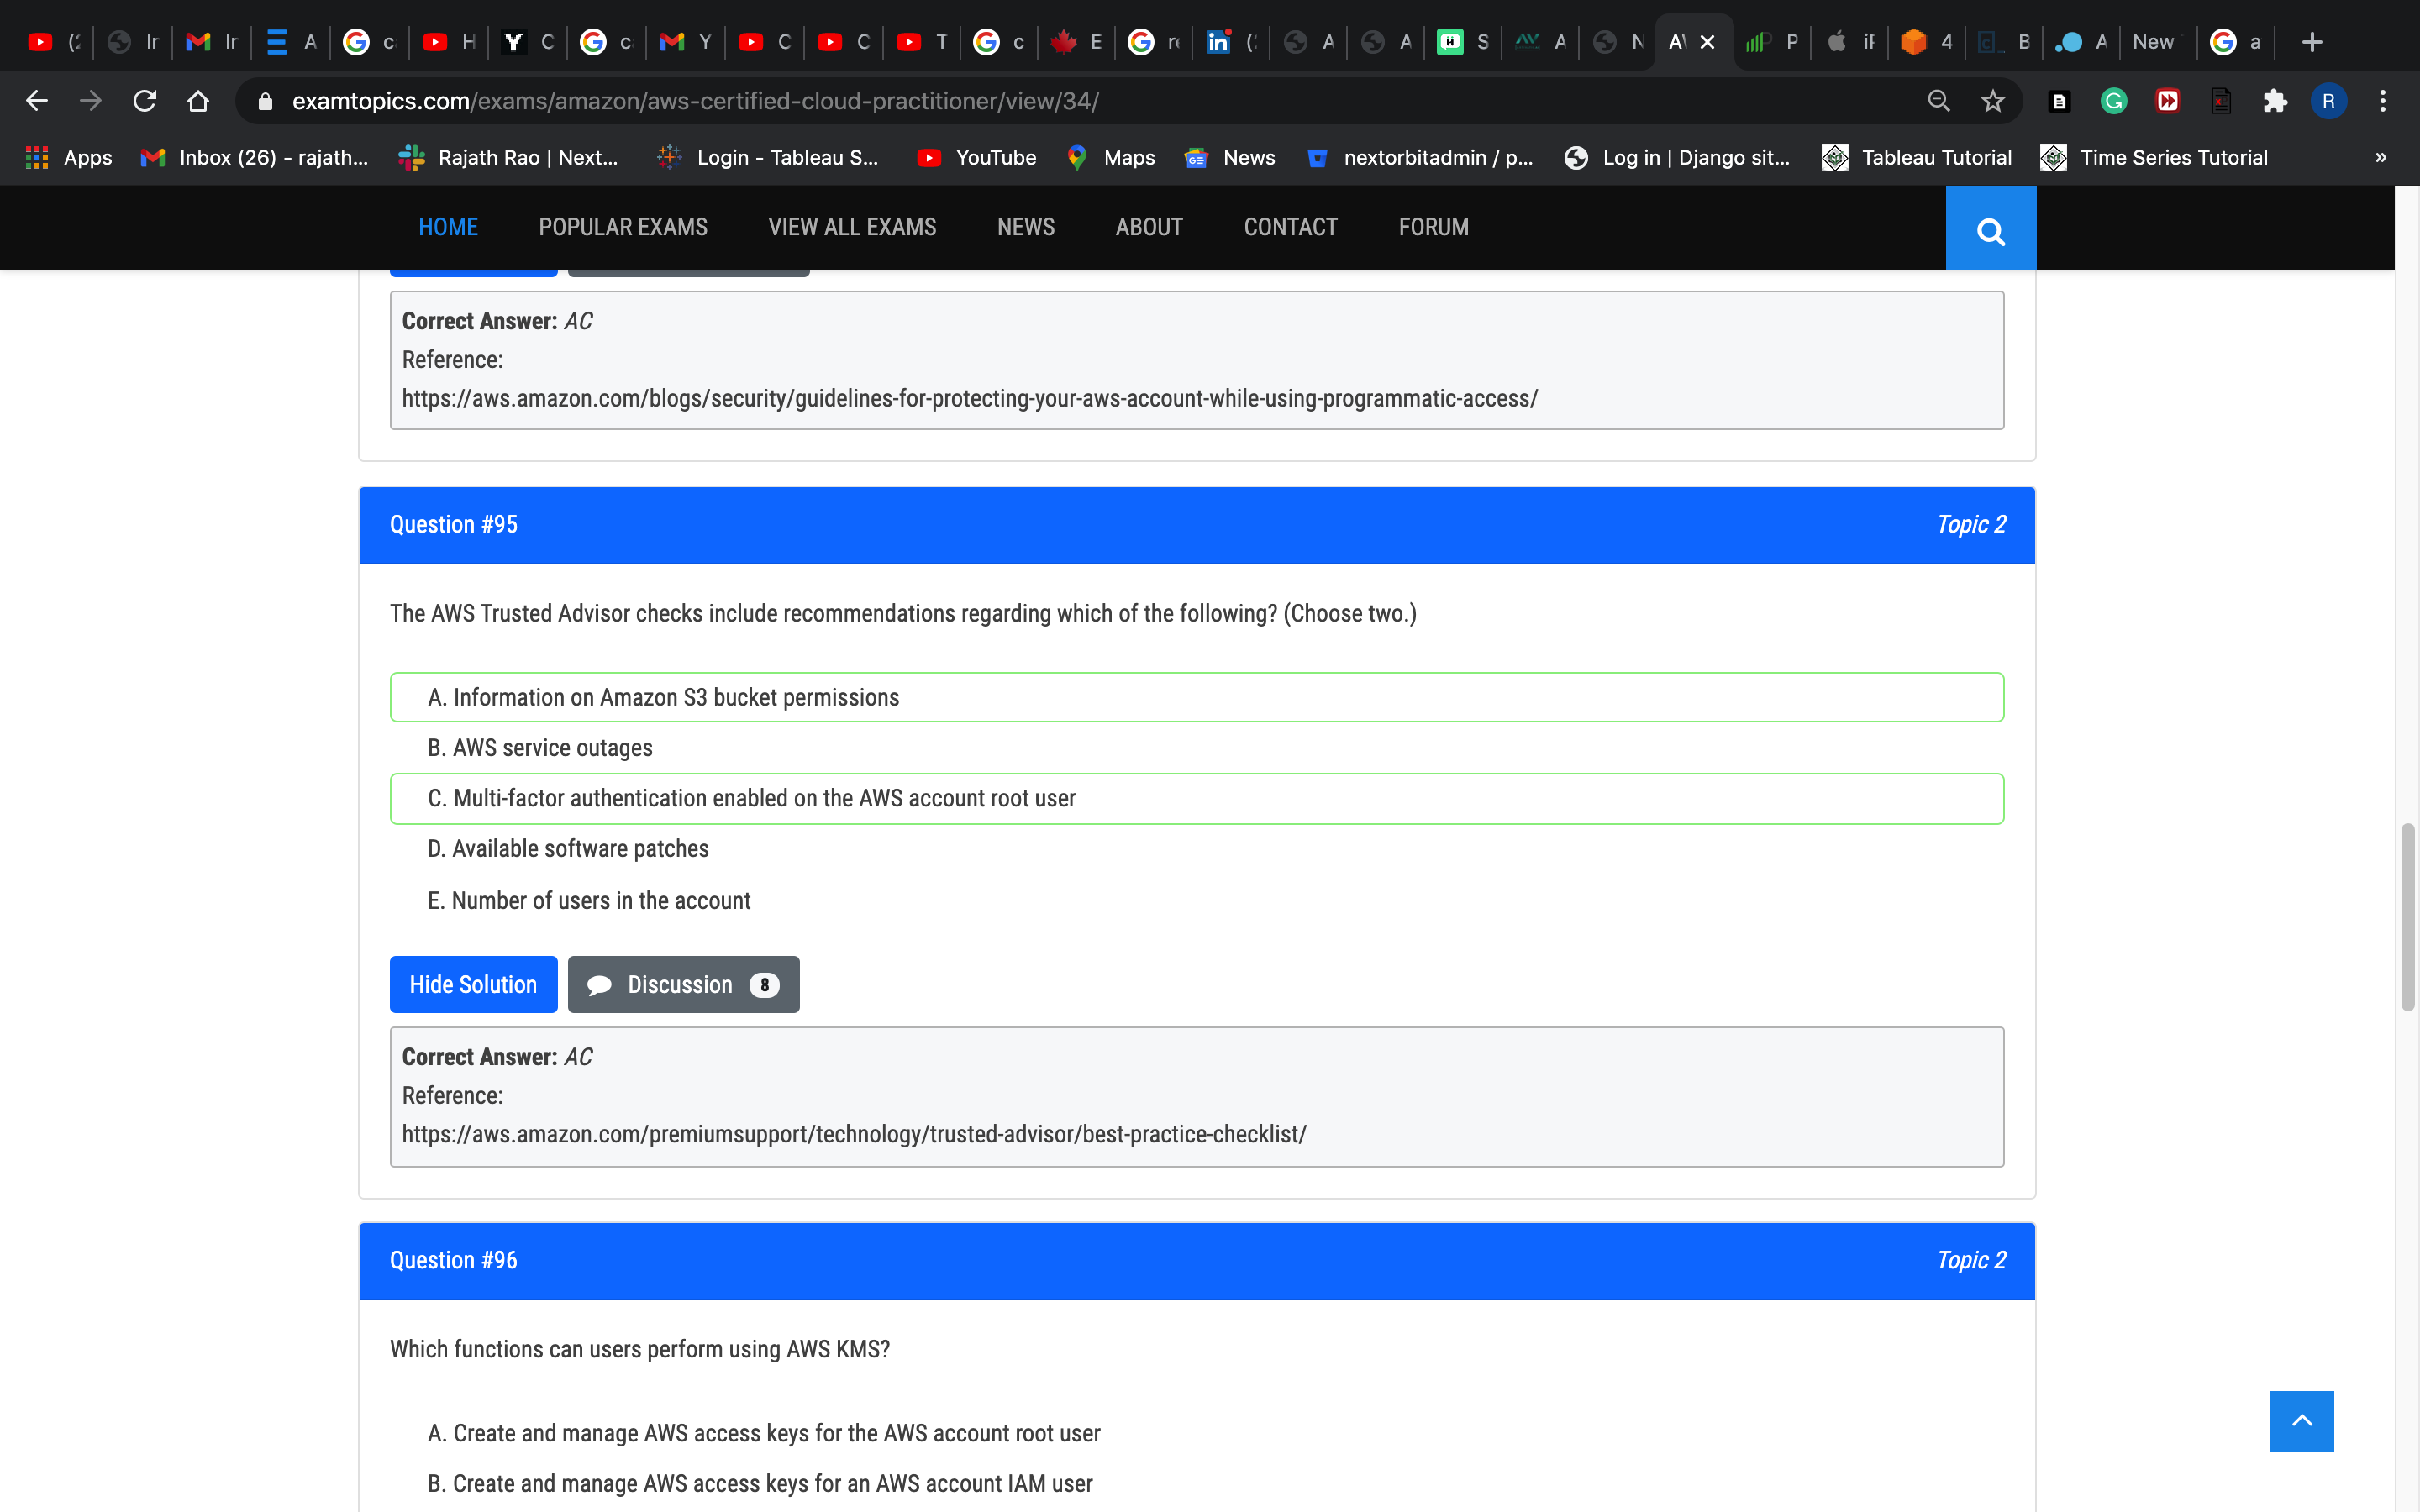 (2
Ir
Ir
A
c
H
C
c
Y
C
C
T
c
E
re
(2
A
A
S
A
N
A\
P
iF
4
B
A
New
a
examtopics.com/exams/amazon/aws-certified-cloud-practitioner/view/34/
R
Apps
Inbox (26) - rajath...
Rajath Rao | Next...
Login - Tableau S...
YouTube
Maps
News
nextorbitadmin / p...
Log in | Django sit...
Tableau Tutorial
Time Series Tutorial
»
HOME
POPULAR EXAMS
VIEW ALL EXAMS
NEWS
ABOUT
CONTACT
FORUM
Correct Answer: AC
Reference:
https://aws.amazon.com/blogs/security/guidelines-for-protecting-your-aws-account-while-using-programmatic-access/
Question #95
Topic 2
The AWS Trusted Advisor checks include recommendations regarding which of the following? (Choose two.)
A. Information on Amazon S3 bucket permissions
B. AWS service outages
C. Multi-factor authentication enabled on the AWS account root user
D. Available software patches
E. Number of users in the account
Hide Solution
Discussion 8
Correct Answer: AC
Reference:
https://aws.amazon.com/premiumsupport/technology/trusted-advisor/best-practice-checklist/
Question #96
Topic 2
Which functions can users perform using AWS KMS?
A. Create and manage AWS access keys for the AWS account root user
B. Create and manage AWS access keys for an AWS account IAM user